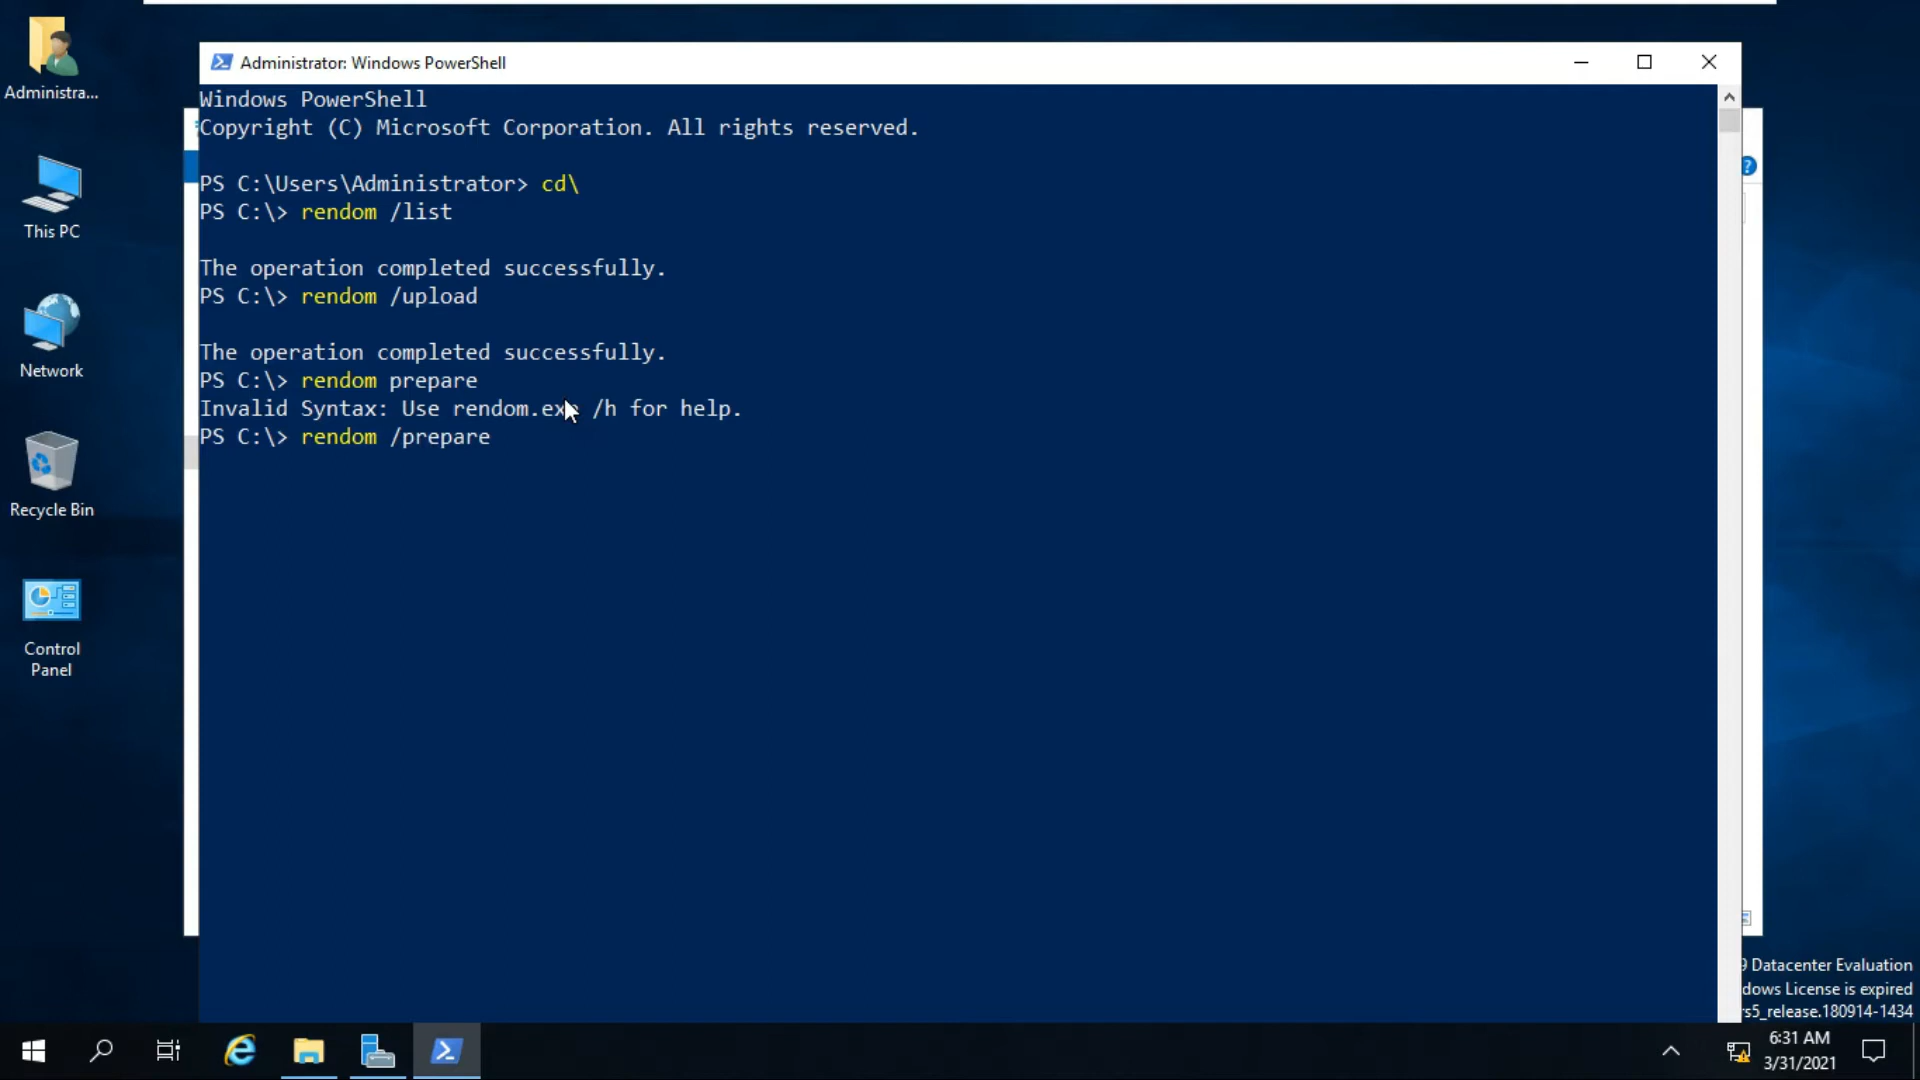 Administra...
This PC
Network
Recycle Bin
Control
Panel
Administrator: Windows PowerShell
Windows PowerShell
Copyright (C) Microsoft Corporation. All rights reserved.
PS C:\Users\Administrator> cd\
PS C:\> rendom /list
The operation completed successfully.
PS C:\> rendom /upload
The operation completed successfully.
PS C:\> rendom prepare
Invalid Syntax: Use rendom.exe /h for help.
PS C:\> rendom /prepare
9 Datacenter Evaluation
dows License is expired
rs5_release.180914-1434
6:31 AM
3/31/2021